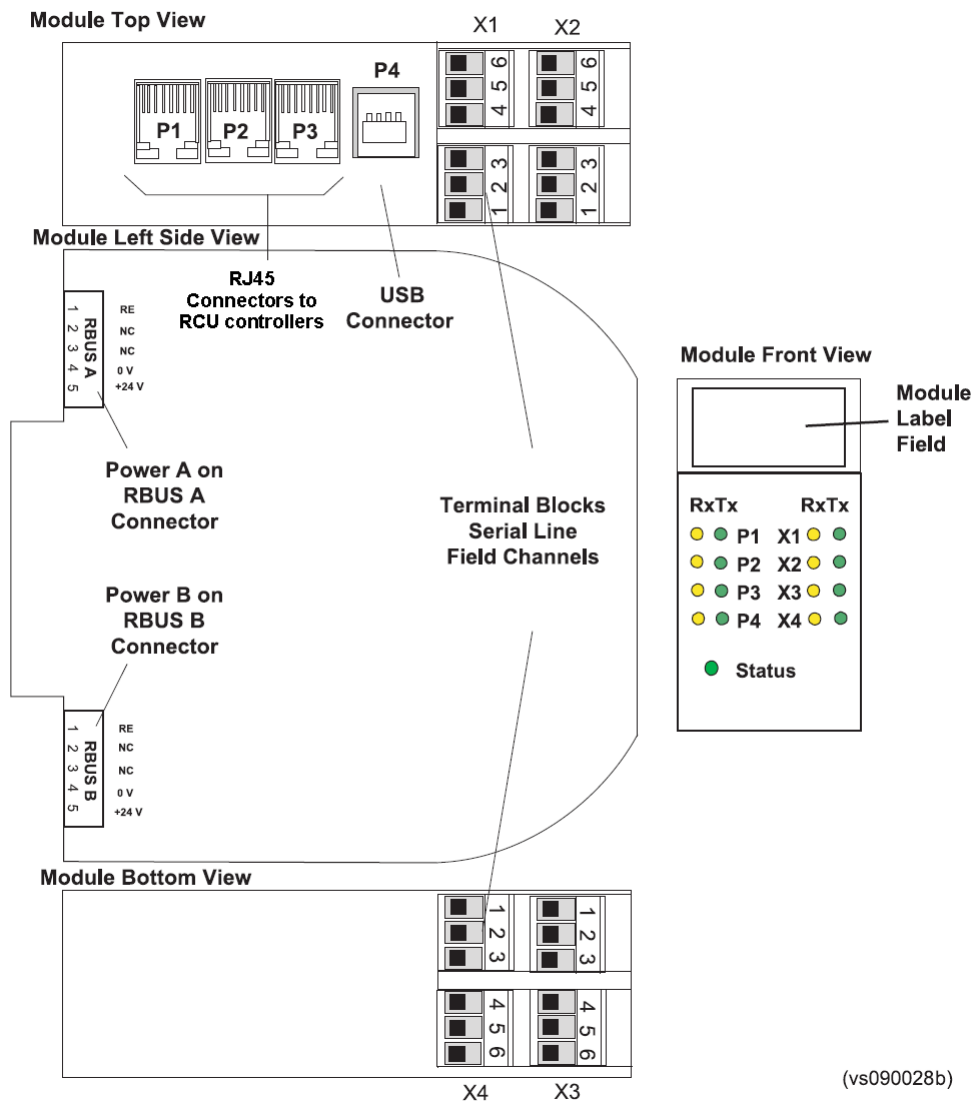 Module Top View
X1
X2
P4
P1
P2
P3
6
5
4
6
5
4
3
2
1
3
2
1
Module Left Side View
RJ45
Connectors to
RCU controllers
USB
Connector
1 2 3 4 5
RBUS A
RE
NC
NC
0 V
+24 V
Power A on
RBUS A
Connector
Terminal Blocks
Serial Line
Field Channels
Power B on
RBUS B
Connector
1 2 3 4 5
RBUS B
RE
NC
NC
0 V
+24 V
Module Front View
Module
Label
Field
RxTx RxTx
P1 X1
P2 X2
P3 X3
P4 X4
Status
Module Bottom View
1
2
3
1
2
3
4
5
6
4
5
6
X4
X3
(vs090028b)